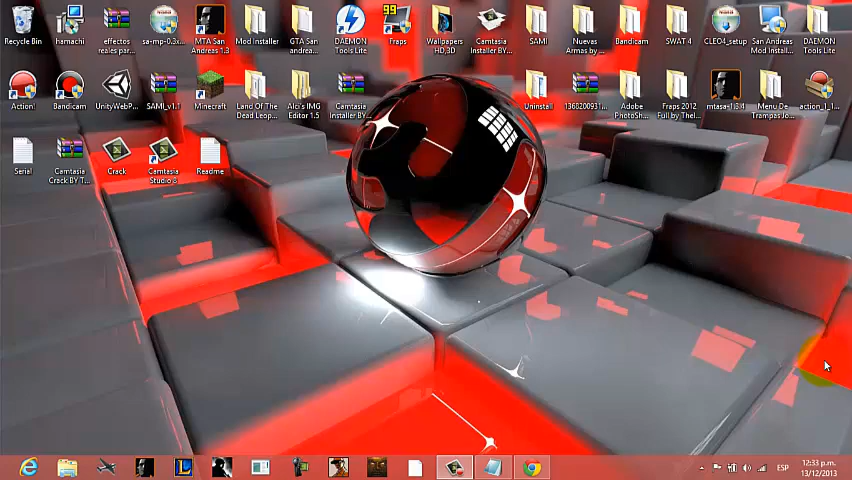 99
Recycle Bin
hamachi
effectos
reales par...
sa-mp-0.3x...
MTA San
Andreas 1.3
Mod Installer
GTA San
andrea...
DAEMON
Tools Lite
Fraps
Wallpapers
HD,3D
Camtasia
Installer BY...
SAMI
Nuevas
Armas by ...
Bandicam
SWAT 4
CLEO4_setup
San Andreas
Mod Install...
DAEMON
Tools Lite
Action!
Bandicam
UnityWebP...
SAMI_v1.1
Minecraft
Land Of The
Dead Leop...
Alci's IMG
Editor 1.5
Camtasia
Installer BY...
Uninstall
1368200931...
Adobe
PhotoSh...
Fraps 2012
Full by Thel...
mtasa-1.3.4
Menu De
Trampas Jo...
action_1_1...
Serial
Camtasia
Crack BY T...
Crack
Camtasia
Studio 8
Readme
ESP
12:33 p.m.
13/12/2013